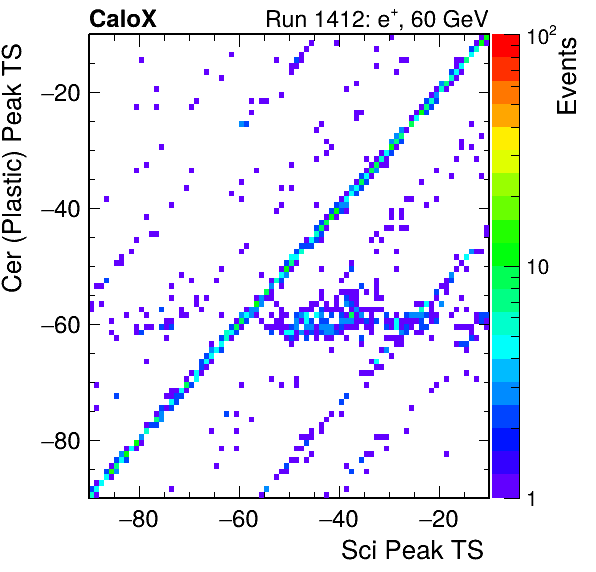 CaloX Run 1412: e⁺, 60 GeV
Cer (Plastic) Peak TS
−20
−40
−60
−80
−80 −60 −40 −20
Sci Peak TS
10²
10
1
Events